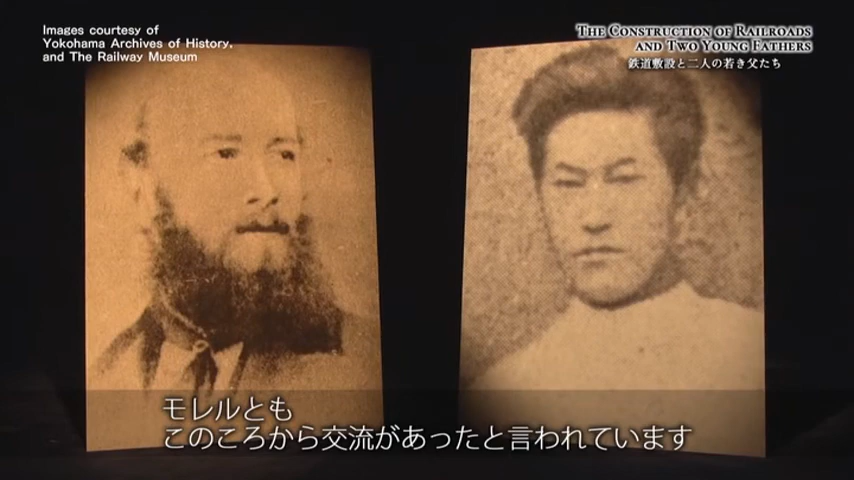 Images courtesy of
Yokohama Archives of History,
and The Railway Museum
THE CONSTRUCTION OF RAILROADS
AND TWO YOUNG FATHERS
鉄道敷設と二人の若き父たち
モレルとも
このころから交流があったと言われています